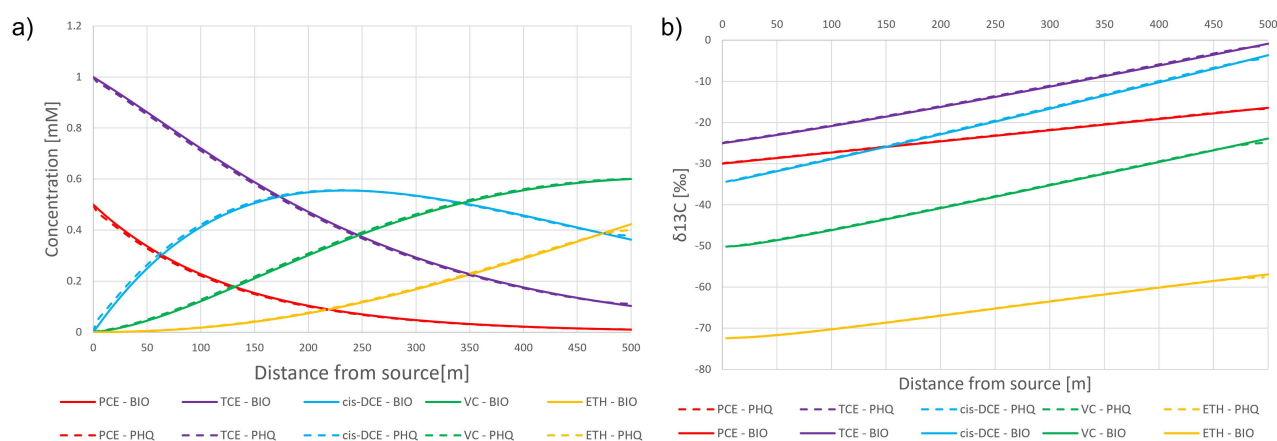 a)
Concentration [mM]
1.2
1
0.8
0.6
0.4
0.2
0
0 50 100 150 200 250 300 350 400 450 500
Distance from source[m]
PCE - BIO TCE - BIO cis-DCE - BIO VC - BIO ETH - BIO
PCE - PHQ TCE - PHQ cis-DCE - PHQ VC - PHQ ETH - PHQ
b)
0 50 100 150 200 250 300 350 400 450 500
δ13C [‰]
0
-10
-20
-30
-40
-50
-60
-70
-80
Distance from source [m]
PCE - PHQ TCE - PHQ cis-DCE - PHQ VC - PHQ ETH - PHQ
PCE - BIO TCE - BIO cis-DCE - BIO VC - BIO ETH - BIO